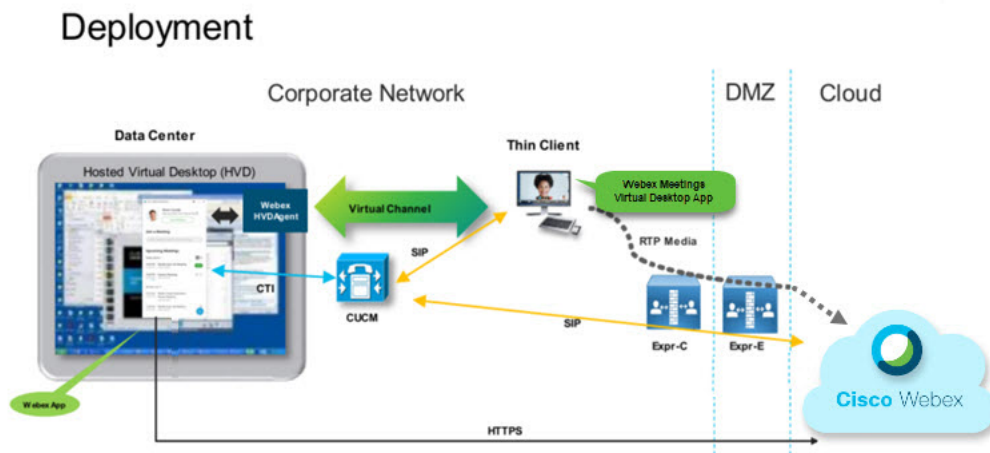 Deployment
Corporate Network
DMZ
Cloud
Data Center
Thin Client
Hosted Virtual Desktop (HVD)
Webex
HVDAgent
Virtual Channel
Webex Meetings
Virtual Desktop App
RTP Media
SIP
CTI
CUCM
SIP
Expr-C
Expr-E
Webex App
Cisco Webex
HTTPS